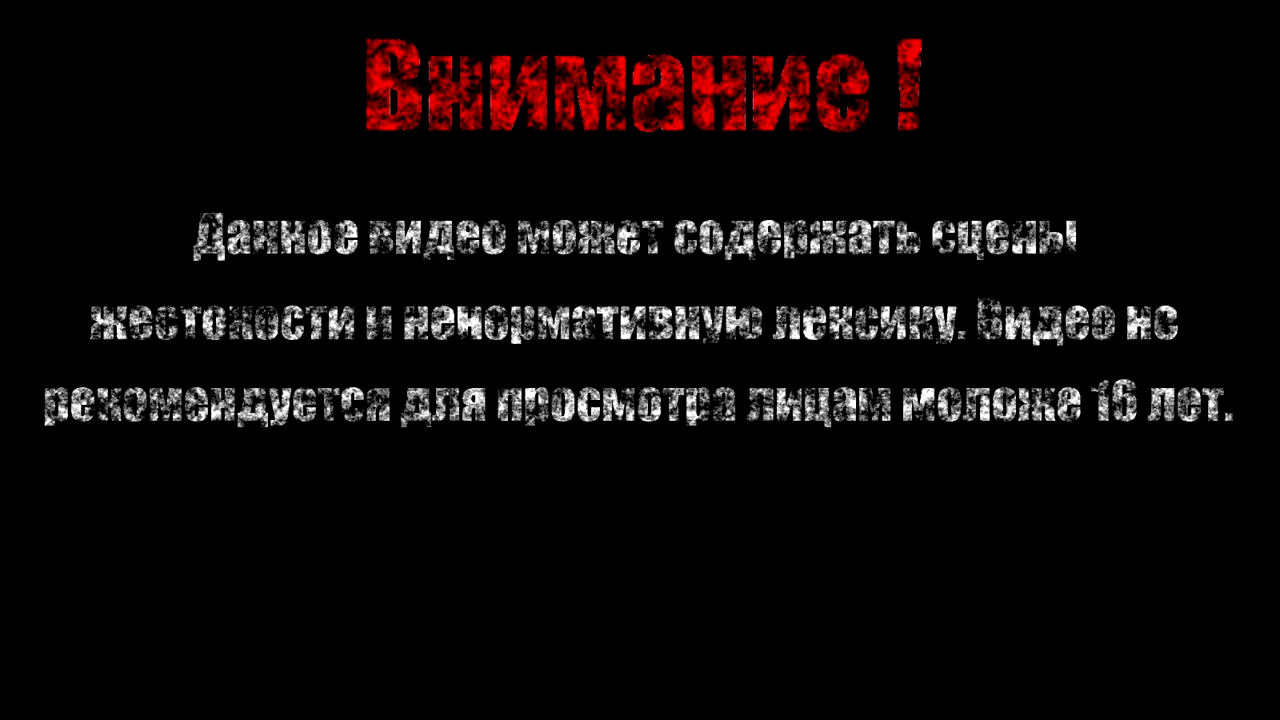 Внимание !
Данное видео может содержать сцены
жестокости и ненормативную лексику. Видео не
рекомендуется для просмотра лицам моложе 16 лет.